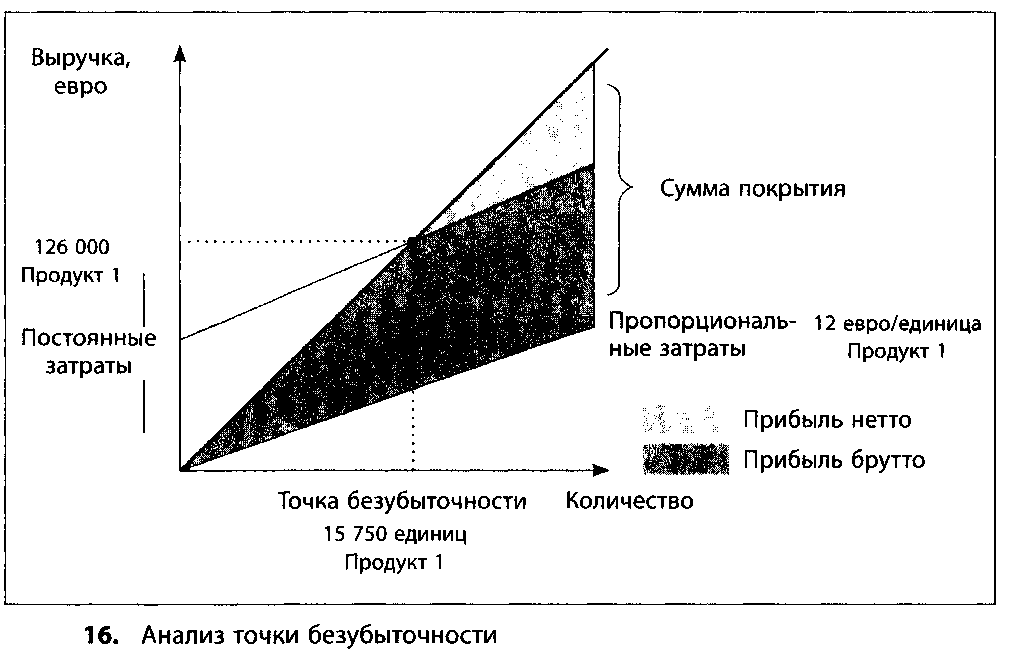 Выручка,
евро
126 000
Продукт 1
Постоянные
затраты
Сумма покрытия
Пропорциональ-
ные затраты
12 евро/единица
Продукт 1
Прибыль нетто
Прибыль брутто
Точка безубыточности
15 750 единиц
Продукт 1
Количество
16. Анализ точки безубыточности